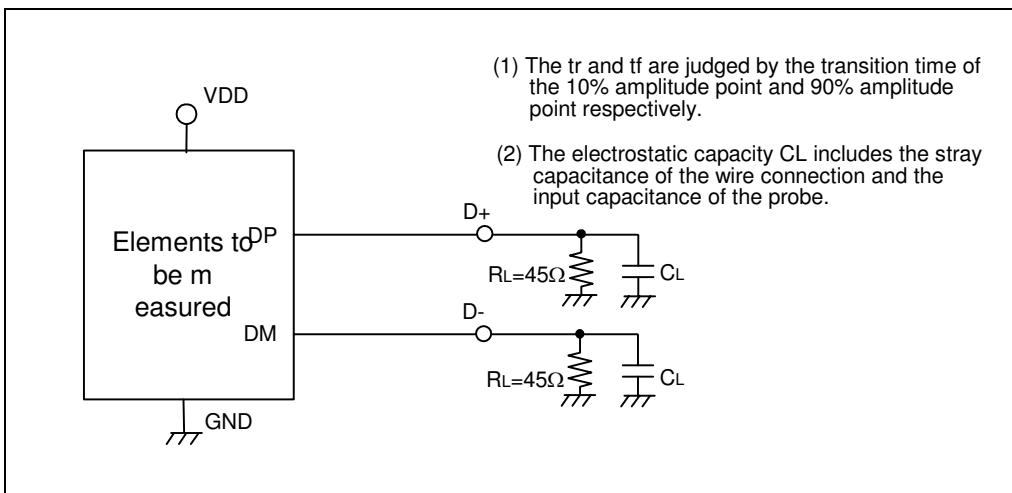 (1) The tr and tf are judged by the transition time of
the 10% amplitude point and 90% amplitude
point respectively.
VDD
(2) The electrostatic capacity CL includes the stray
capacitance of the wire connection and the
input capacitance of the probe.
D+
Elements to
DP
be m
easured
RL=45Ω
CL
D-
DM
RL=45Ω
CL
GND